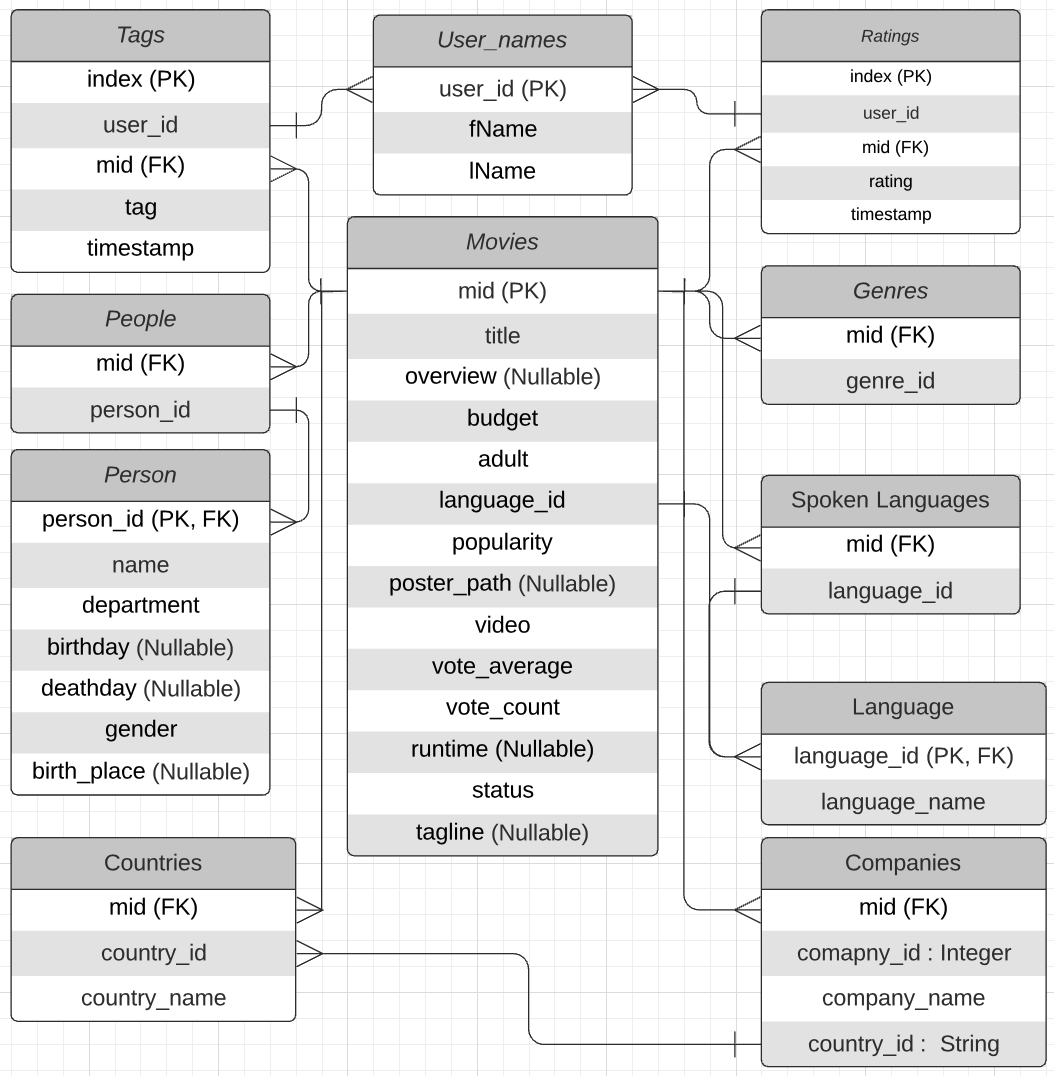 Tags
index (PK)
user_id
mid (FK)
tag
timestamp
User_names
user_id (PK)
fName
lName
Ratings
index (PK)
user_id
mid (FK)
rating
timestamp
People
mid (FK)
person_id
Movies
mid (PK)
title
overview (Nullable)
budget
adult
language_id
popularity
poster_path (Nullable)
video
vote_average
vote_count
runtime (Nullable)
status
tagline (Nullable)
Genres
mid (FK)
genre_id
Person
person_id (PK, FK)
name
department
birthday (Nullable)
deathday (Nullable)
gender
birth_place (Nullable)
Spoken Languages
mid (FK)
language_id
Language
language_id (PK, FK)
language_name
Countries
mid (FK)
country_id
country_name
Companies
mid (FK)
comapny_id : Integer
company_name
country_id :  String